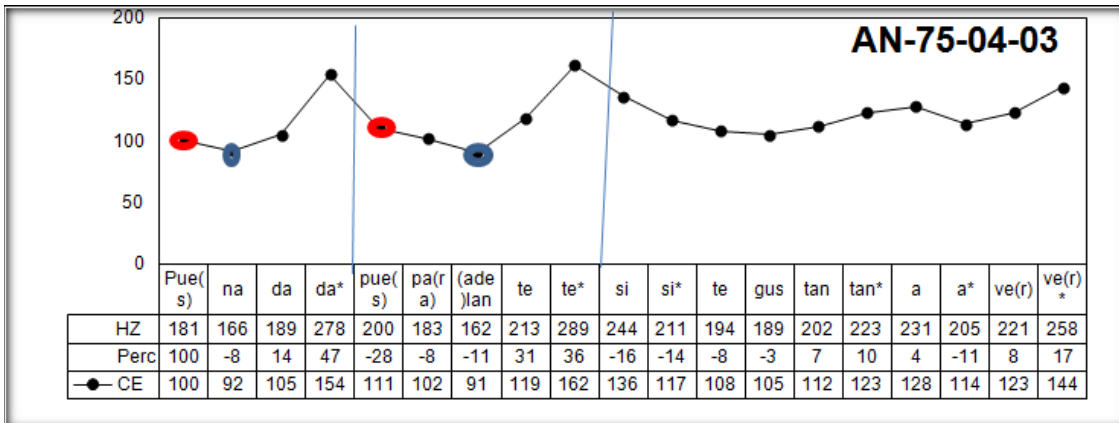 200
AN-75-04-03
150
100
50
0
Pue(s) na da da* pue(s) pa(ra) (ade)lan te te* si si* te gus tan tan* a a* ve(r) ve(r)*
HZ 181 166 189 278 200 183 162 213 289 244 211 194 189 202 223 231 205 221 258
Perc 100 -8 14 47 -28 -8 -11 31 36 -16 -14 -8 -3 7 10 4 -11 8 17
CE 100 92 105 154 111 102 91 119 162 136 117 108 105 112 123 128 114 123 144